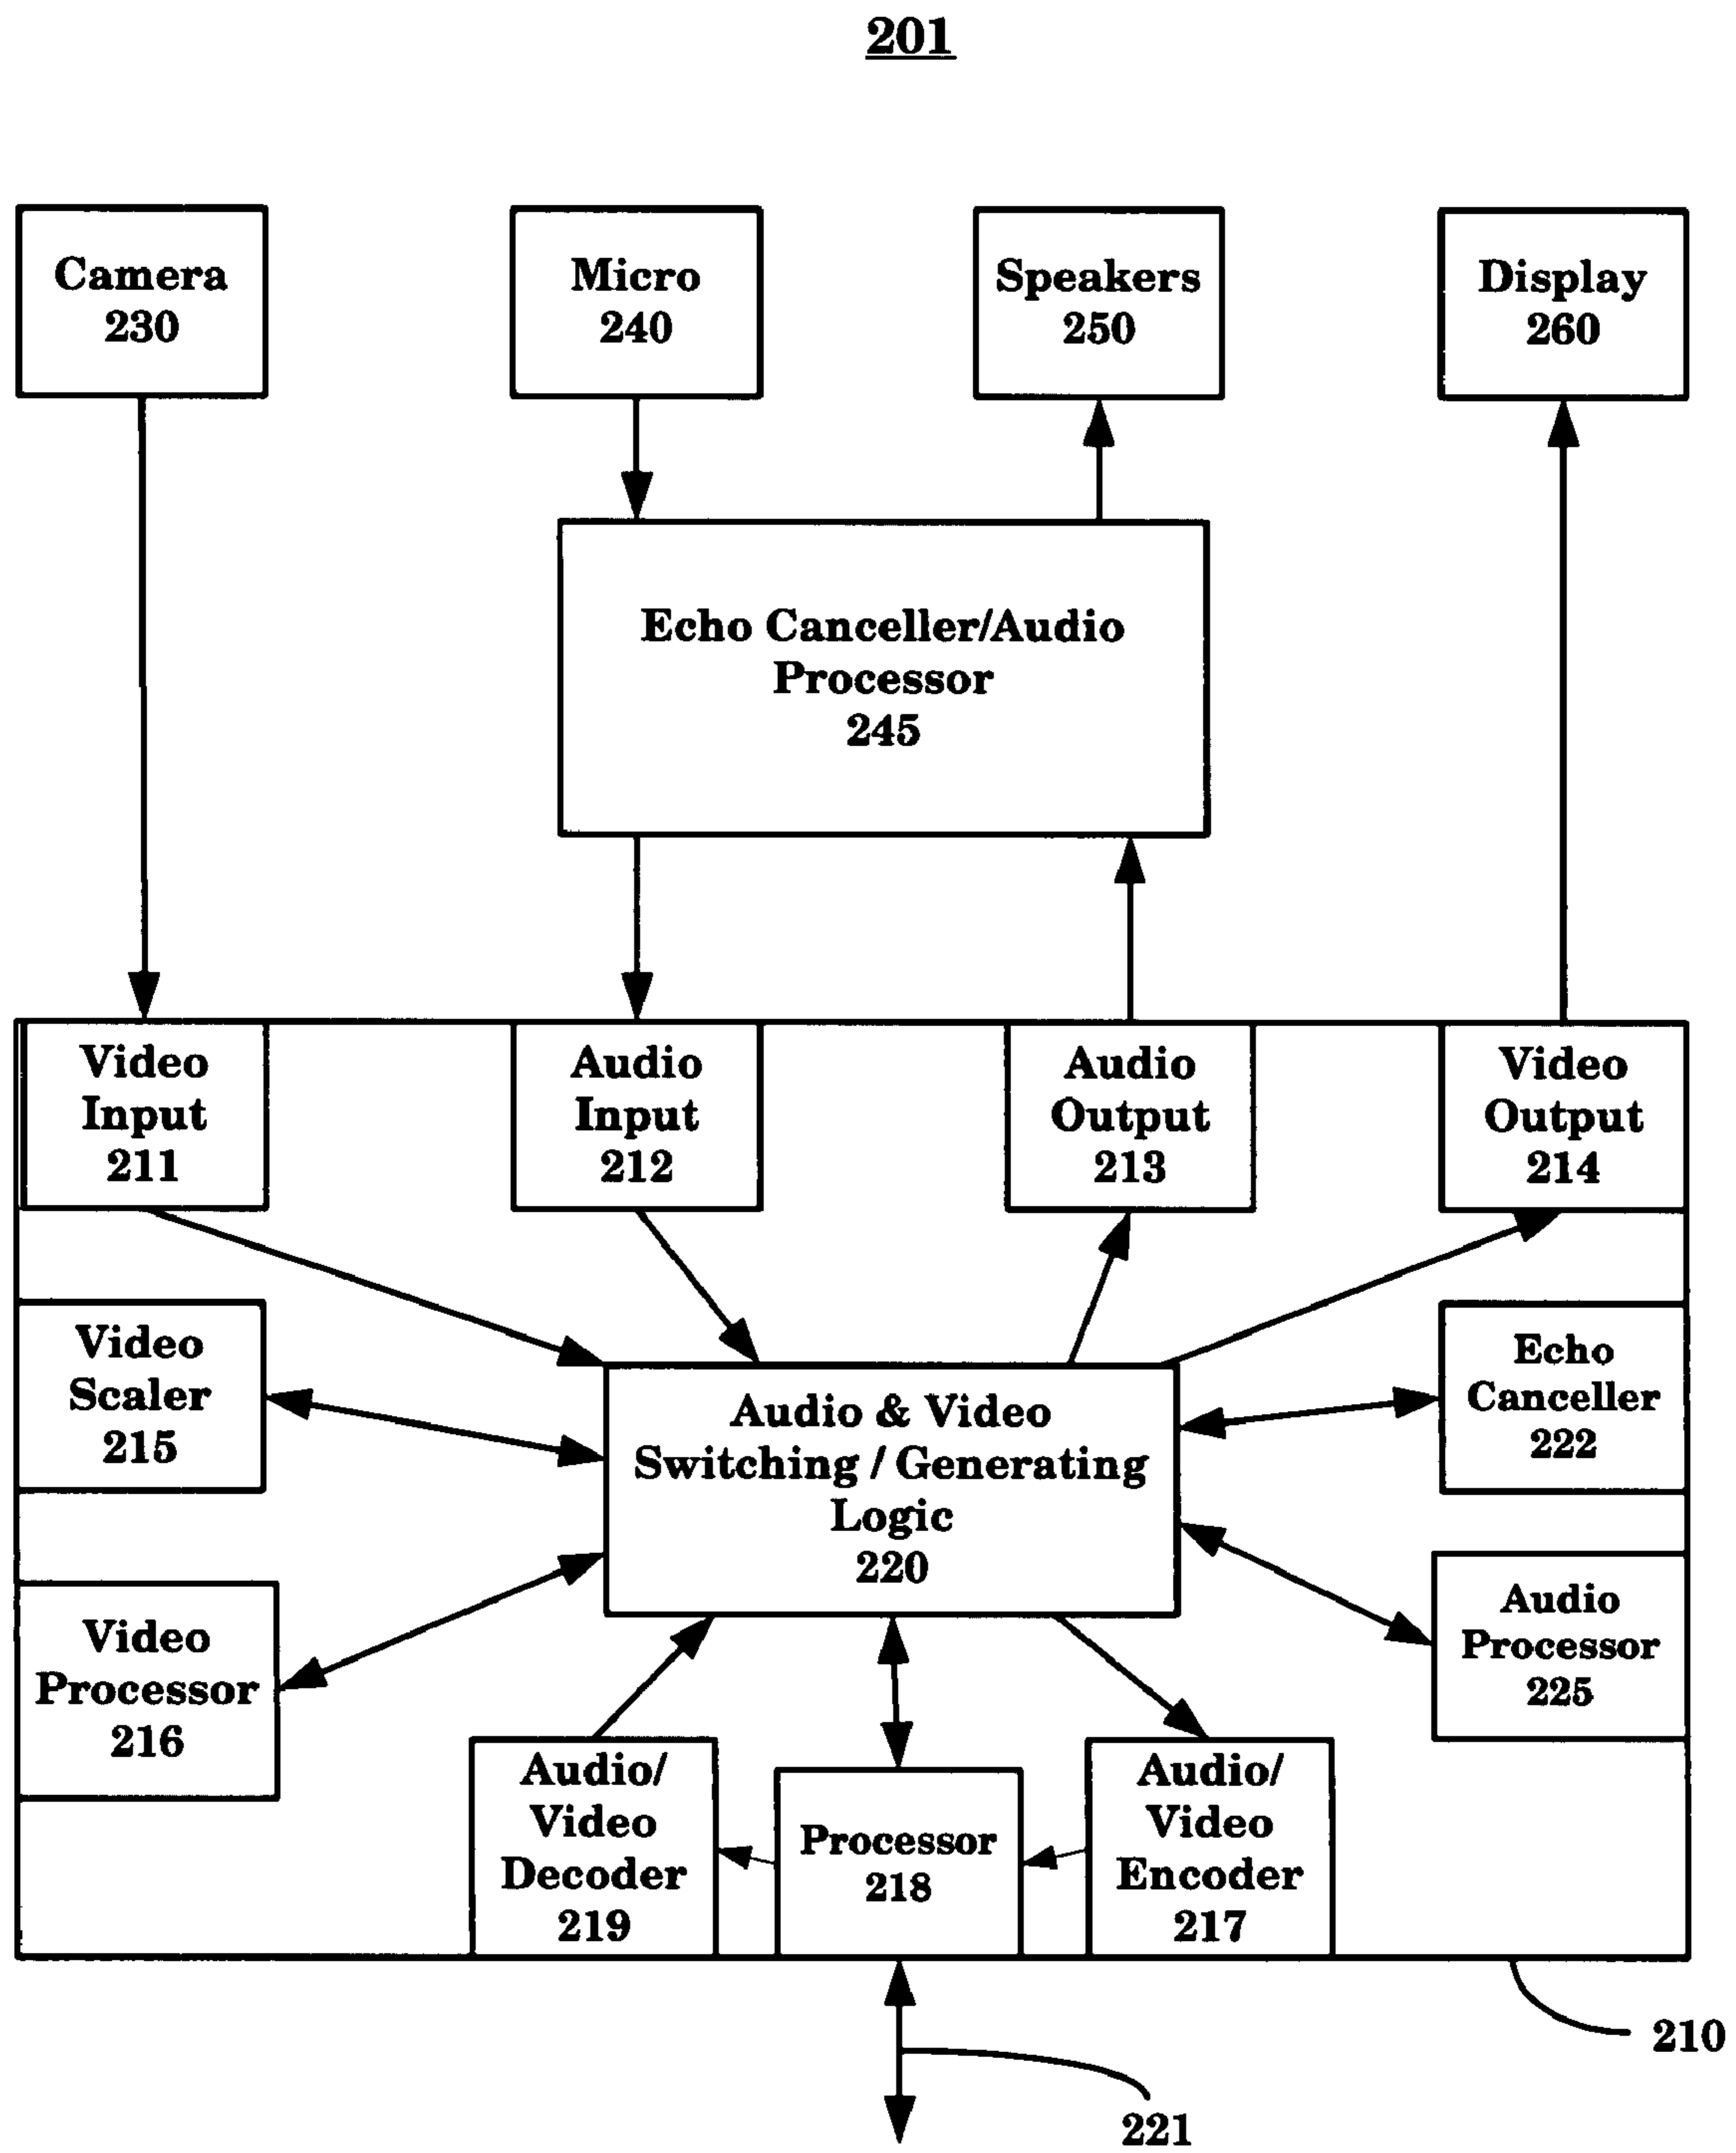 201
Camera
230
Micro
240
Speakers
250
Display
260
Echo Canceller/Audio
Processor
245
Video
Input
211
Audio
Input
212
Audio
Output
213
Video
Output
214
Video
Scaler
215
Audio & Video
Switching / Generating
Logic
220
Echo
Canceller
222
Video
Processor
216
Audio
Processor
225
Audio/
Video
Decoder
219
Processor
218
Audio/
Video
Encoder
217
210
221